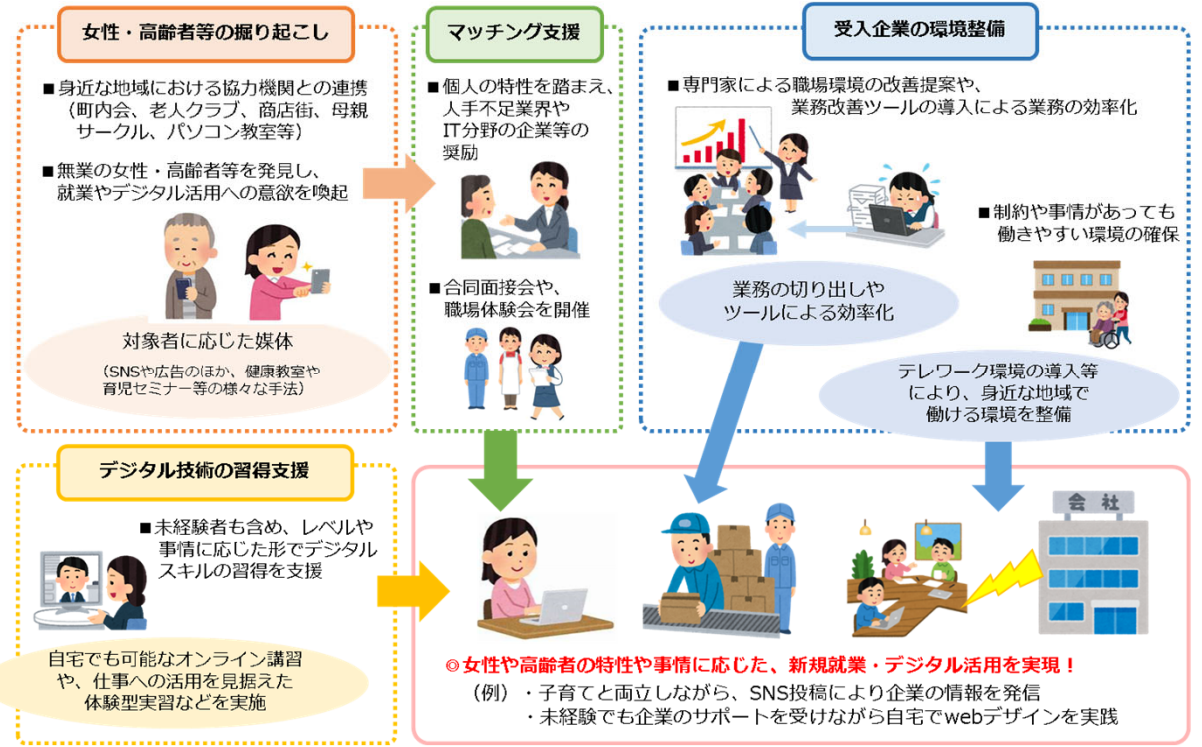 女性・高齢者等の掘り起こし
■身近な地域における協力機関との連携
（町内会、老人クラブ、商店街、母親
サークル、パソコン教室等）
■無業の女性・高齢者等を発見し、
就業やデジタル活用への意欲を喚起
対象者に応じた媒体
（SNSや広告のほか、健康教室や
育児セミナー等の様々な手法）
マッチング支援
■個人の特性を踏まえ、
人手不足業界や
IT分野の企業等の
奨励
■合同面接会や、
職場体験会を開催
受入企業の環境整備
■専門家による職場環境の改善提案や、
業務改善ツールの導入による業務の効率化
■制約や事情があっても
働きやすい環境の確保
業務の切り出しや
ツールによる効率化
テレワーク環境の導入等
により、身近な地域で
働ける環境を整備
デジタル技術の習得支援
■未経験者も含め、レベルや
事情に応じた形でデジタル
スキルの習得を支援
自宅でも可能なオンライン講習
や、仕事への活用を見据えた
体験型実習などを実施
会社
◎女性や高齢者の特性や事情に応じた、新規就業・デジタル活用を実現！
（例）・子育てと両立しながら、SNS投稿により企業の情報を発信
・未経験でも企業のサポートを受けながら自宅でwebデザインを実践